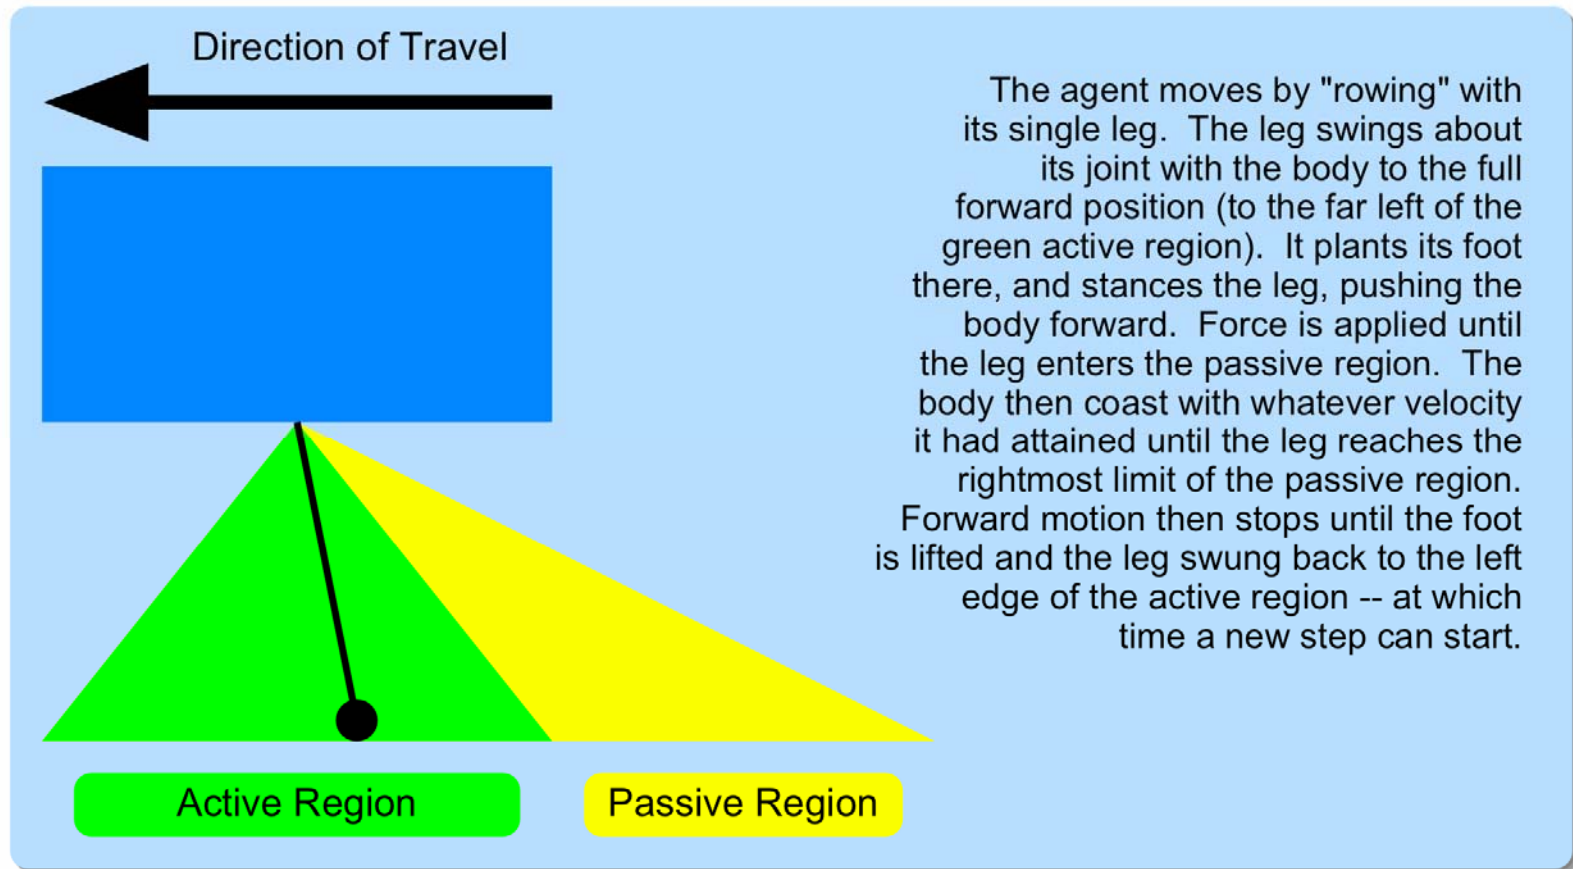 Direction of Travel
The agent moves by "rowing" with
its single leg.  The leg swings about
its joint with the body to the full
forward position (to the far left of the
green active region).  It plants its foot
there, and stances the leg, pushing the
body forward.  Force is applied until
the leg enters the passive region.  The
body then coast with whatever velocity
it had attained until the leg reaches the
rightmost limit of the passive region.
Forward motion then stops until the foot
is lifted and the leg swung back to the left
edge of the active region -- at which
time a new step can start.
Active Region
Passive Region